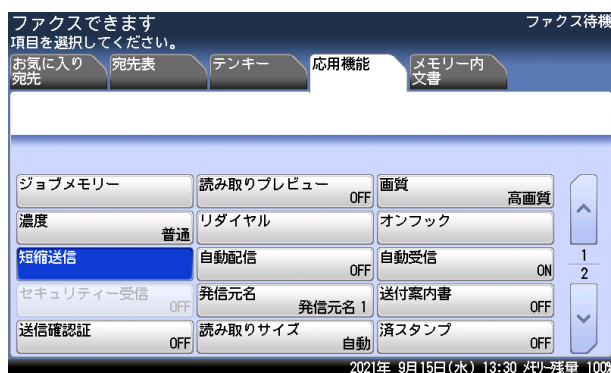 ファクスできます
ファクス待機
項目を選択してください。
お気に入り
宛先
宛先表
テンキー
応用機能
メモリー内
文書
ジョブメモリー
読み取りプレビュー
OFF
画質
高画質
濃度
普通
リダイヤル
オンフック
短縮送信
自動配信
OFF
自動受信
ON
1
2
セキュリティー受信
OFF
発信元名
発信元名 1
送付案内書
OFF
送信確認証
OFF
読み取りサイズ
自動
済スタンプ
OFF
2021年 9月15日(水) 13:30 メモリー残量 100%